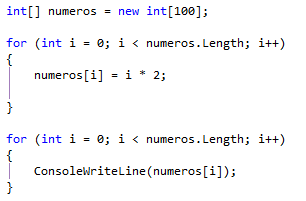 int[] numeros = new int[100];
for (int i = 0; i < numeros.Length; i++)
{
numeros[i] = i * 2;
}
for (int i = 0; i < numeros.Length; i++)
{
ConsoleWriteLine(numeros[i]);
}